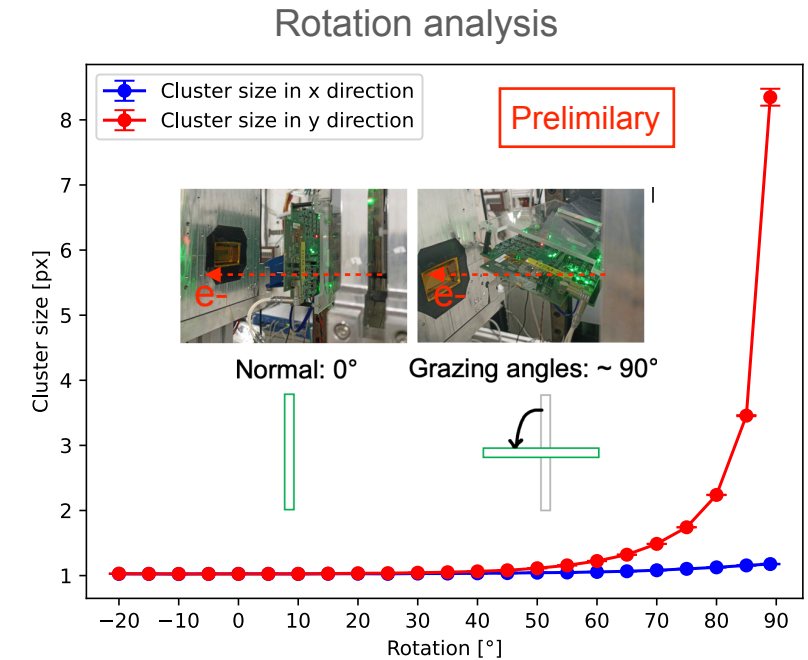 Rotation analysis
Cluster size in x direction
Cluster size in y direction
Prelimilary
8
7
6
5
4
3
2
1
Cluster size [px]
e-
e-
Normal: 0°
Grazing angles: ~ 90°
−20 −10 0 10 20 30 40 50 60 70 80 90
Rotation [°]